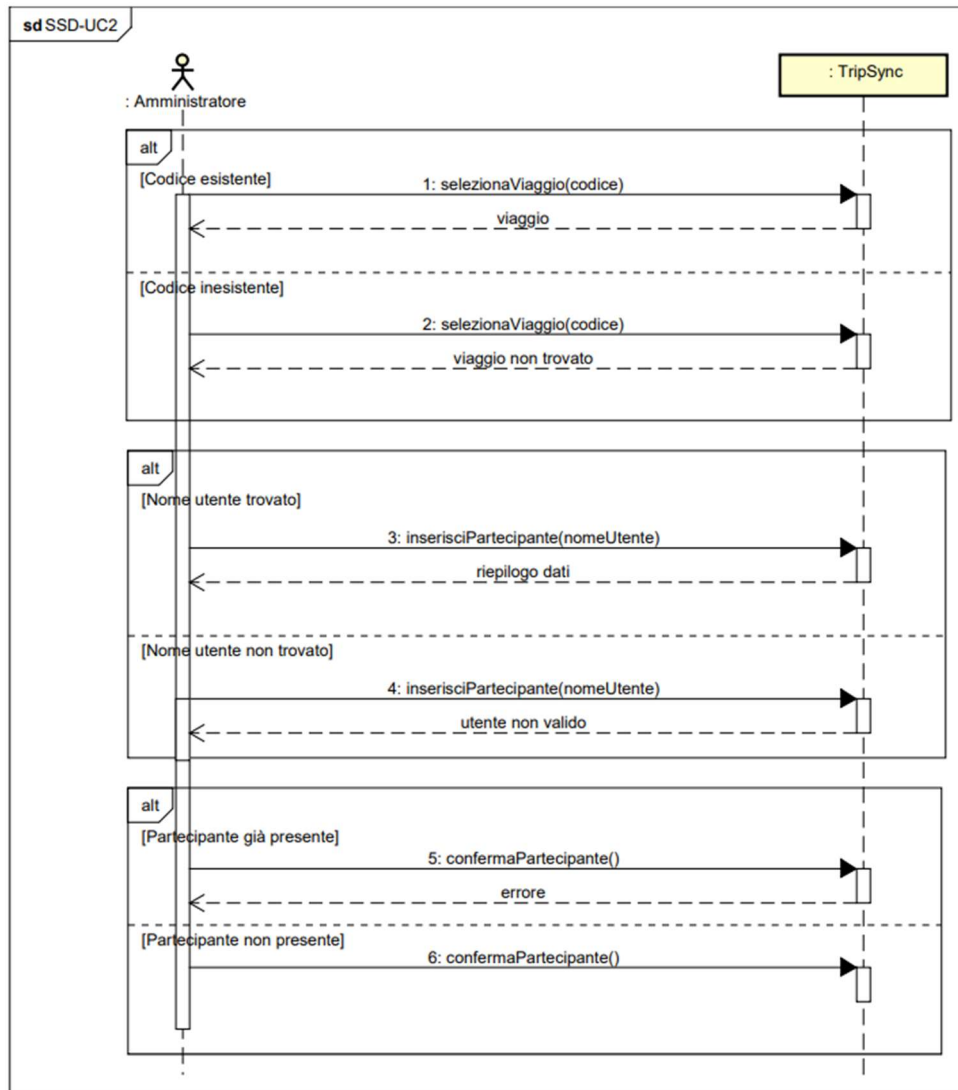 sd SSD-UC2
: Amministratore
: TripSync
alt
[Codice esistente]
1: selezionaViaggio(codice)
viaggio
[Codice inesistente]
2: selezionaViaggio(codice)
viaggio non trovato
alt
[Nome utente trovato]
3: inserisciPartecipante(nomeUtente)
riepilogo dati
[Nome utente non trovato]
4: inserisciPartecipante(nomeUtente)
utente non valido
alt
[Partecipante già presente]
5: confermaPartecipante()
errore
[Partecipante non presente]
6: confermaPartecipante()